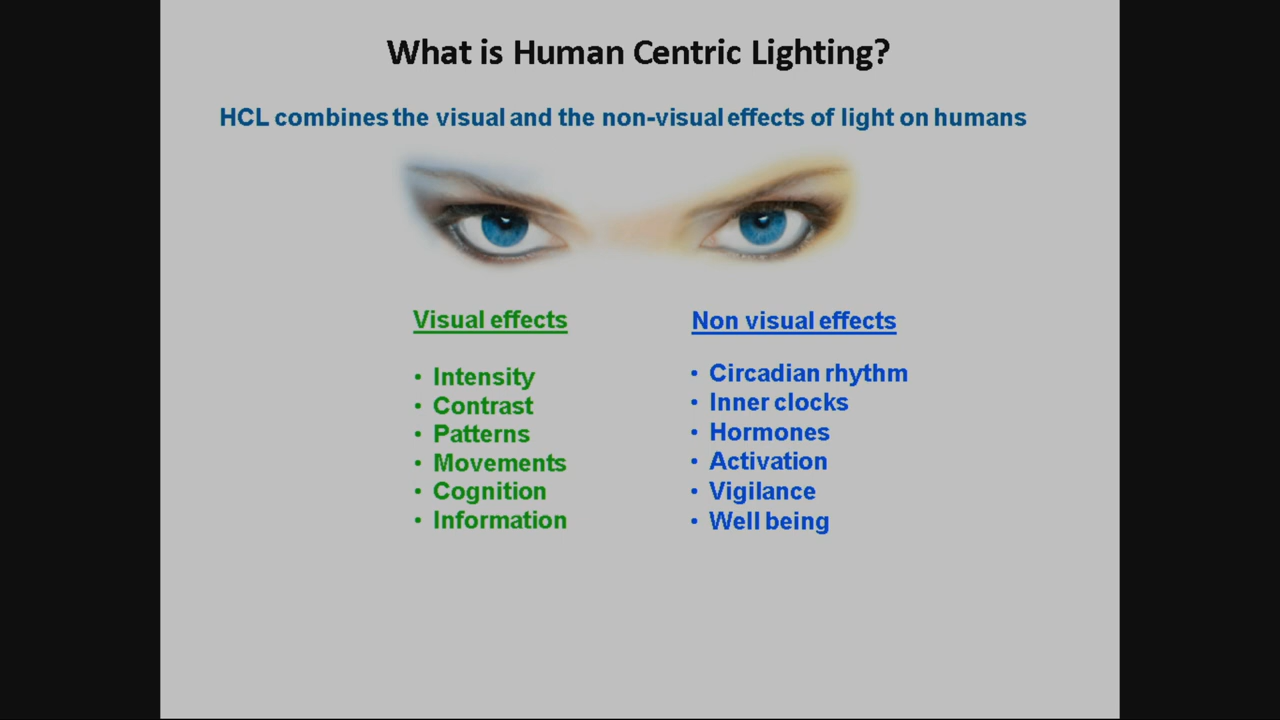 What is Human Centric Lighting?
HCL combines the visual and the non-visual effects of light on humans
Visual effects
• Intensity
• Contrast
• Patterns
• Movements
• Cognition
• Information
Non visual effects
• Circadian rhythm
• Inner clocks
• Hormones
• Activation
• Vigilance
• Well being